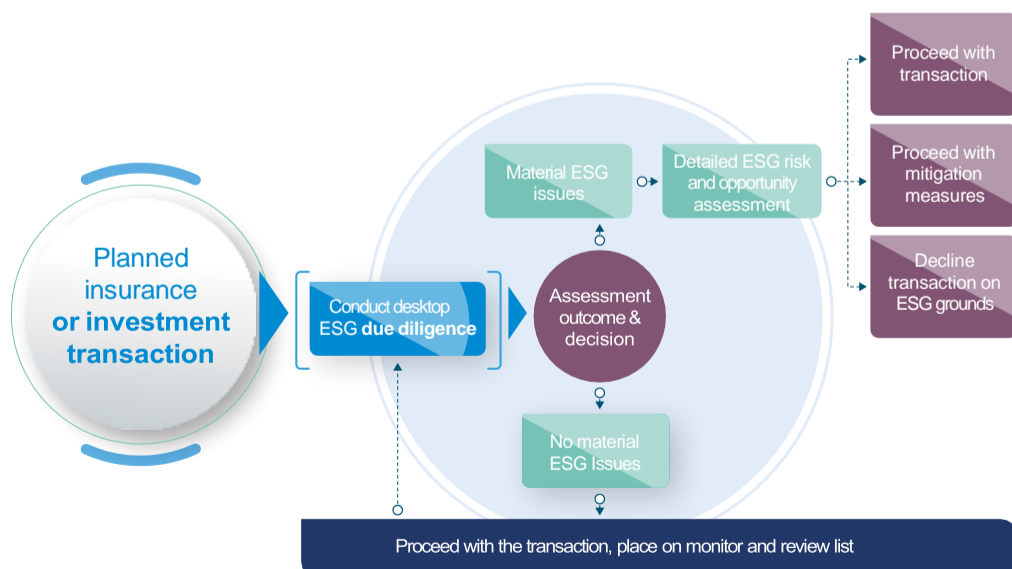 Planned
insurance
or investment
transaction
Conduct desktop
ESG due diligence
Assessment
outcome &
decision
Material ESG
issues
Detailed ESG risk
and opportunity
assessment
Proceed with
transaction
Proceed with
mitigation
measures
Decline
transaction on
ESG grounds
No material
ESG Issues
Proceed with the transaction, place on monitor and review list